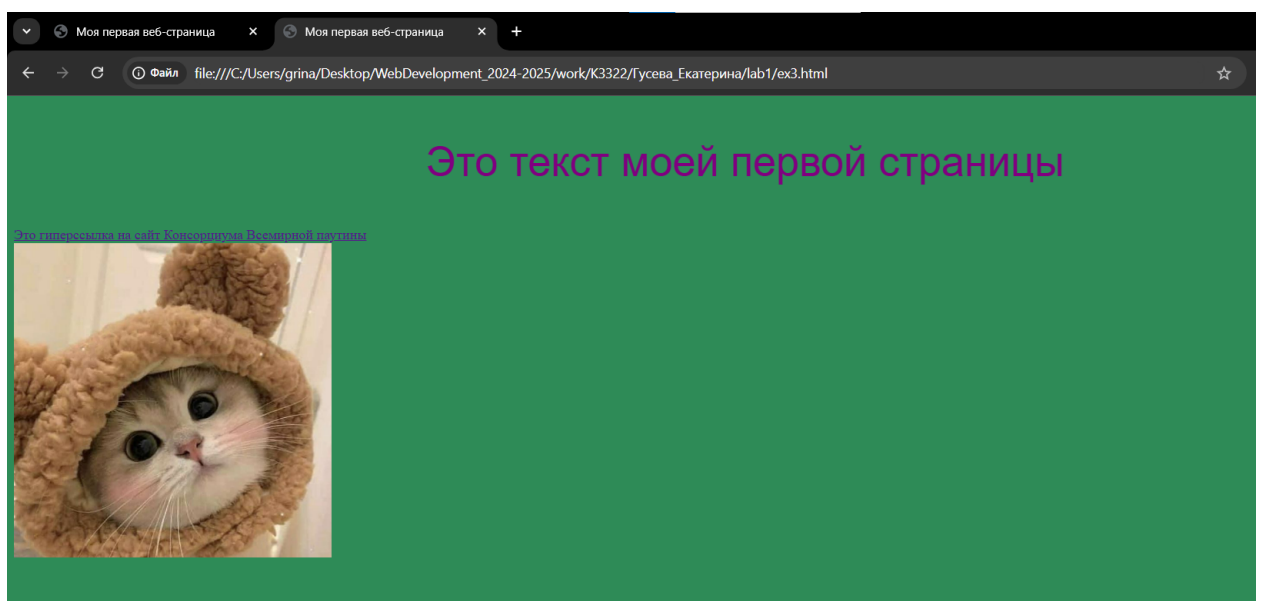 Моя первая веб-страница
Моя первая веб-страница
Файл file:///C:/Users/grina/Desktop/WebDevelopment_2024-2025/work/K3322/Гусева_Екатерина/lab1/ex3.html
Это текст моей первой страницы
Это гиперссылка на сайт Консорциума Всемирной паутины